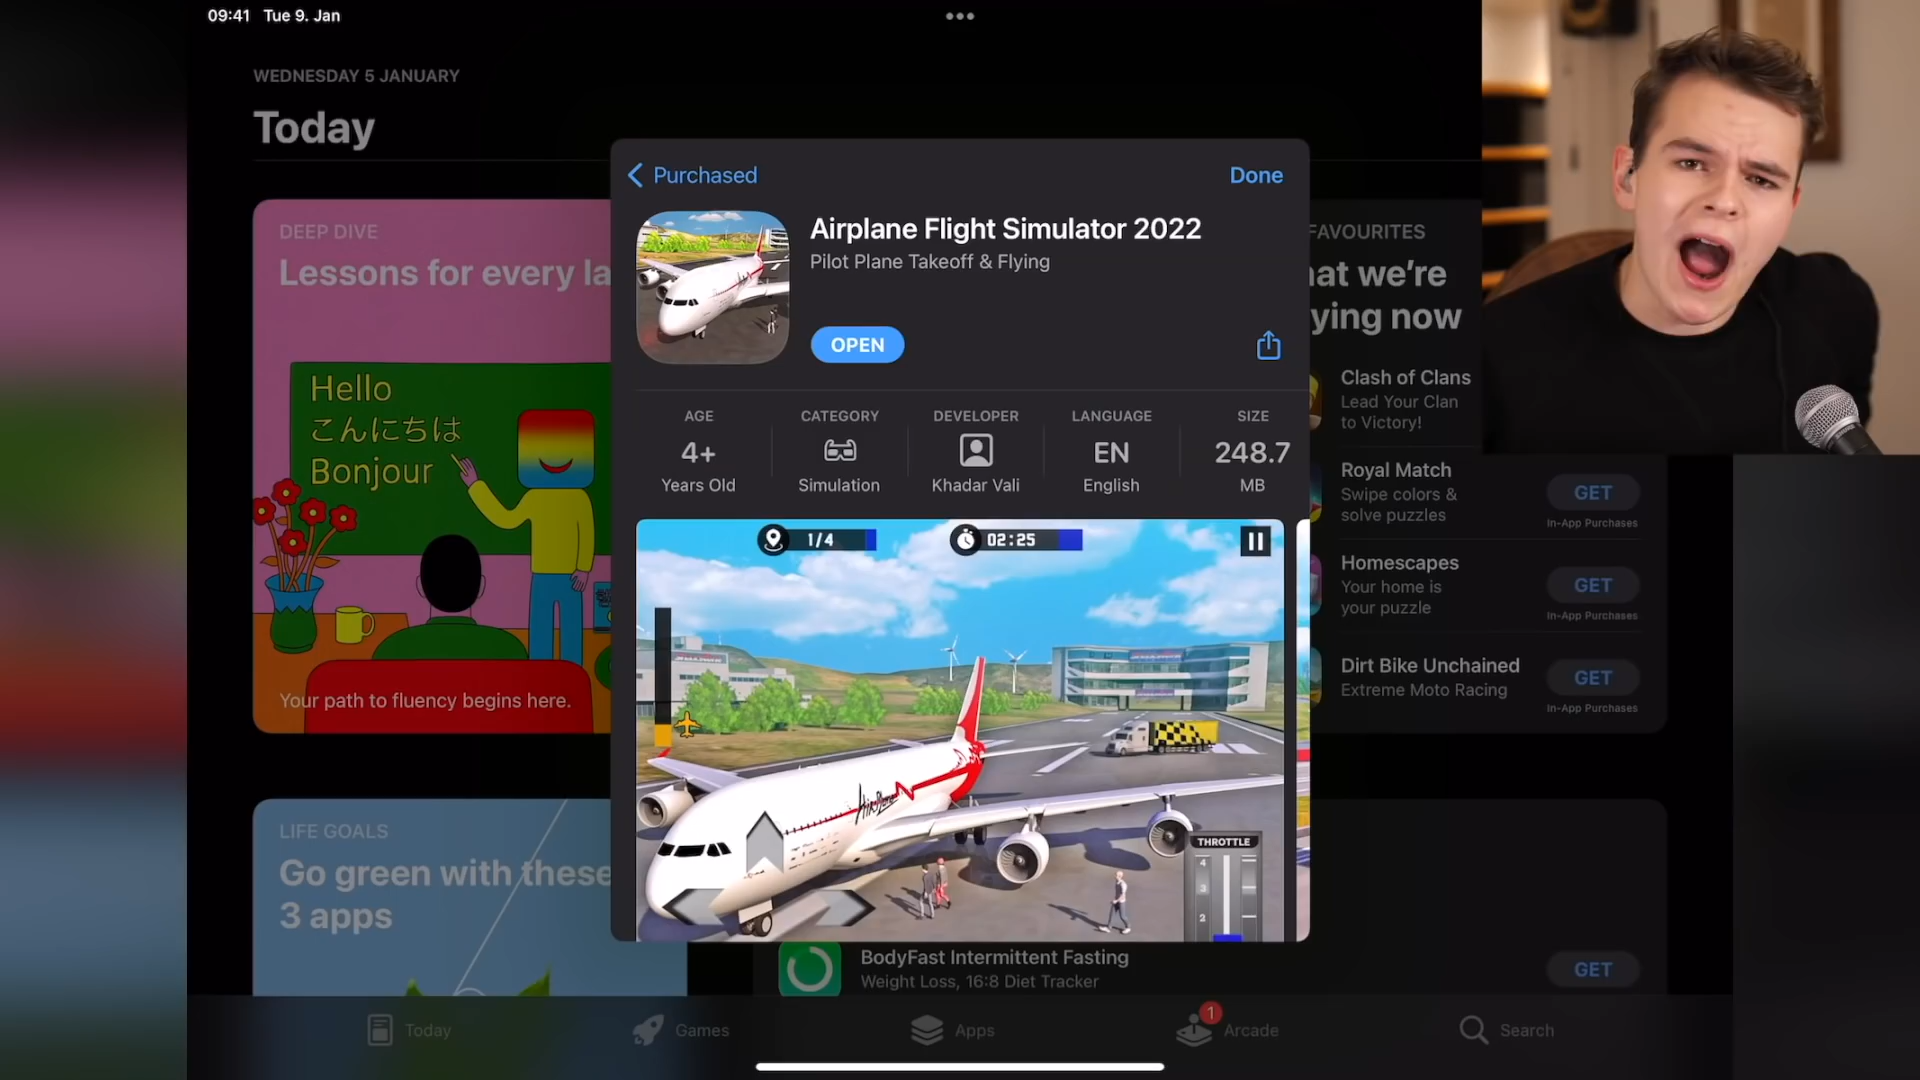 09:41 Tue 9. Jan
WEDNESDAY 5 JANUARY
Today
DEEP DIVE
Lessons for every la
Hello
こんにちは
Bonjour
Your path to fluency begins here.
LIFE GOALS
Go green with these
3 apps
Purchased
Done
Airplane Flight Simulator 2022
Pilot Plane Takeoff & Flying
OPEN
AGE
4+
Years Old
CATEGORY
Simulation
DEVELOPER
Khadar Vali
LANGUAGE
EN
English
SIZE
248.7
MB
1/4
02:25
AirPlane
THROTTLE
4
3
2
FAVOURITES
hat we're
ying now
Clash of Clans
Lead Your Clan
to Victory!
Royal Match
Swipe colors &
solve puzzles
GET
In-App Purchases
Homescapes
Your home is
your puzzle
GET
In-App Purchases
Dirt Bike Unchained
Extreme Moto Racing
GET
In-App Purchases
BodyFast Intermittent Fasting
Weight Loss, 16:8 Diet Tracker
GET
Today
Games
Apps
1
Arcade
Search